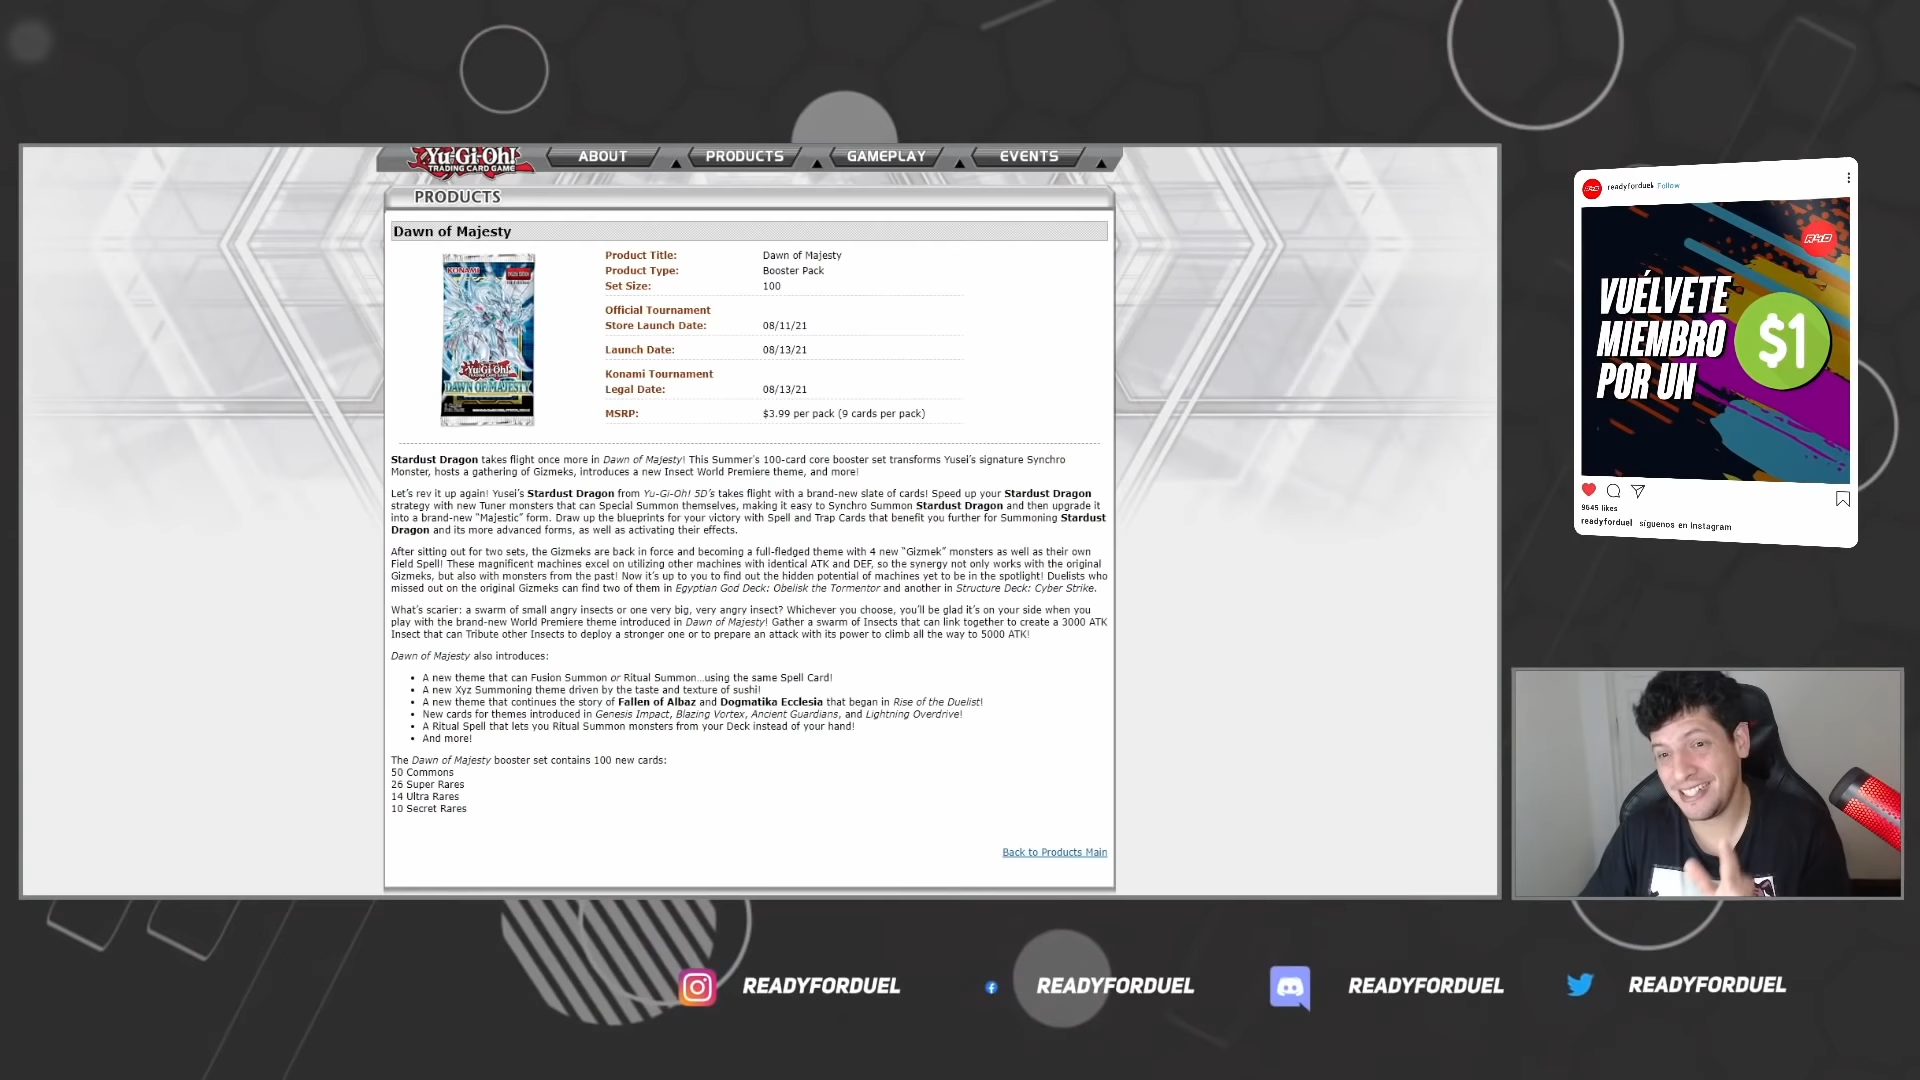 Yu-Gi-Oh!
TRADING CARD GAME
ABOUT
PRODUCTS
GAMEPLAY
EVENTS
PRODUCTS
Dawn of Majesty
KONAMI
Yu-Gi-Oh!
DAWN OF MAJESTY
Product Title: Dawn of Majesty
Product Type: Booster Pack
Set Size: 100
Official Tournament
Store Launch Date: 08/11/21
Launch Date: 08/13/21
Konami Tournament
Legal Date: 08/13/21
MSRP: $3.99 per pack (9 cards per pack)
Stardust Dragon takes flight once more in Dawn of Majesty! This Summer's 100-card core booster set transforms Yusei's signature Synchro
Monster, hosts a gathering of Gizmeks, introduces a new Insect World Premiere theme, and more!
Let's rev it up again! Yusei's Stardust Dragon from Yu-Gi-Oh! 5D's takes flight with a brand-new slate of cards! Speed up your Stardust Dragon
strategy with new Tuner monsters that can Special Summon themselves, making it easy to Synchro Summon Stardust Dragon and then upgrade it
into a brand-new "Majestic" form. Draw up the blueprints for your victory with Spell and Trap Cards that benefit you further for Summoning Stardust
Dragon and its more advanced forms, as well as activating their effects.
After sitting out for two sets, the Gizmeks are back in force and becoming a full-fledged theme with 4 new "Gizmek" monsters as well as their own
Field Spell! These magnificent machines excel on utilizing other machines with identical ATK and DEF, so the synergy not only works with the original
Gizmeks, but also with monsters from the past! Now it's up to you to find out the hidden potential of machines yet to be in the spotlight! Duelists who
missed out on the original Gizmeks can find two of them in Egyptian God Deck: Obelisk the Tormentor and another in Structure Deck: Cyber Strike.
What's scarier: a swarm of small angry insects or one very big, very angry insect? Whichever you choose, you'll be glad it's on your side when you
play with the brand-new World Premiere theme introduced in Dawn of Majesty! Gather a swarm of Insects that can link together to create a 3000 ATK
Insect that can Tribute other Insects to deploy a stronger one or to prepare an attack with its power to climb all the way to 5000 ATK!
Dawn of Majesty also introduces:
• A new theme that can Fusion Summon or Ritual Summon...using the same Spell Card!
• A new Xyz Summoning theme driven by the taste and texture of sushi!
• A new theme that continues the story of Fallen of Albaz and Dogmatika Ecclesia that began in Rise of the Duelist!
• New cards for themes introduced in Genesis Impact, Blazing Vortex, Ancient Guardians, and Lightning Overdrive!
• A Ritual Spell that lets you Ritual Summon monsters from your Deck instead of your hand!
• And more!
The Dawn of Majesty booster set contains 100 new cards:
50 Commons
26 Super Rares
14 Ultra Rares
10 Secret Rares
Back to Products Main
readyforduel Follow
R4D
VUÉLVETE
MIEMBRO
POR UN
$1
9645 likes
readyforduel síguenos en Instagram
READYFORDUEL
READYFORDUEL
READYFORDUEL
READYFORDUEL